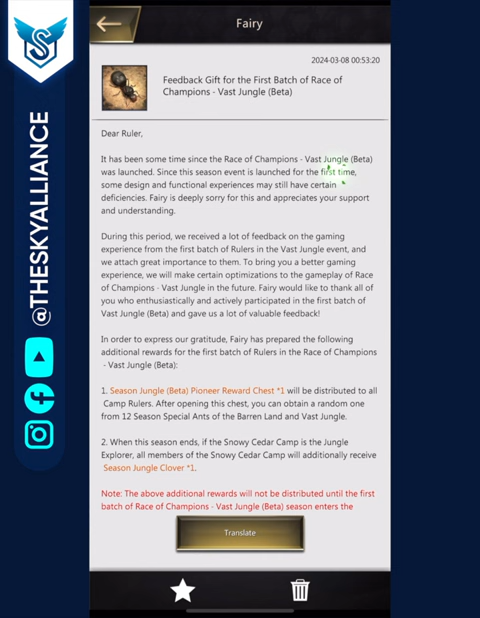 Fairy
2024-03-08 00:53:20
Feedback Gift for the First Batch of Race of
Champions - Vast Jungle (Beta)
Dear Ruler,
It has been some time since the Race of Champions - Vast Jungle (Beta)
was launched. Since this season event is launched for the first time,
some design and functional experiences may still have certain
deficiencies. Fairy is deeply sorry for this and appreciates your support
and understanding.
During this period, we received a lot of feedback on the gaming
experience from the first batch of Rulers in the Vast Jungle event, and
we attach great importance to them. To bring you a better gaming
experience, we will make certain optimizations to the gameplay of Race
of Champions - Vast Jungle in the future. Fairy would like to thank all of
you who enthusiastically and actively participated in the first batch of
Vast Jungle (Beta) and gave us a lot of valuable feedback!
In order to express our gratitude, Fairy has prepared the following
additional rewards for the first batch of Rulers in the Race of Champions
- Vast Jungle (Beta):
1. Season Jungle (Beta) Pioneer Reward Chest *1 will be distributed to all
Camp Rulers. After opening this chest, you can obtain a random one
from 12 Season Special Ants of the Barren Land and Vast Jungle.
2. When this season ends, if the Snowy Cedar Camp is the Jungle
Explorer, all members of the Snowy Cedar Camp will additionally receive
Season Jungle Clover *1.
Note: The above additional rewards will not be distributed until the first
batch of Race of Champions - Vast Jungle (Beta) season enters the
Translate
S
@THESKYALLIANCE